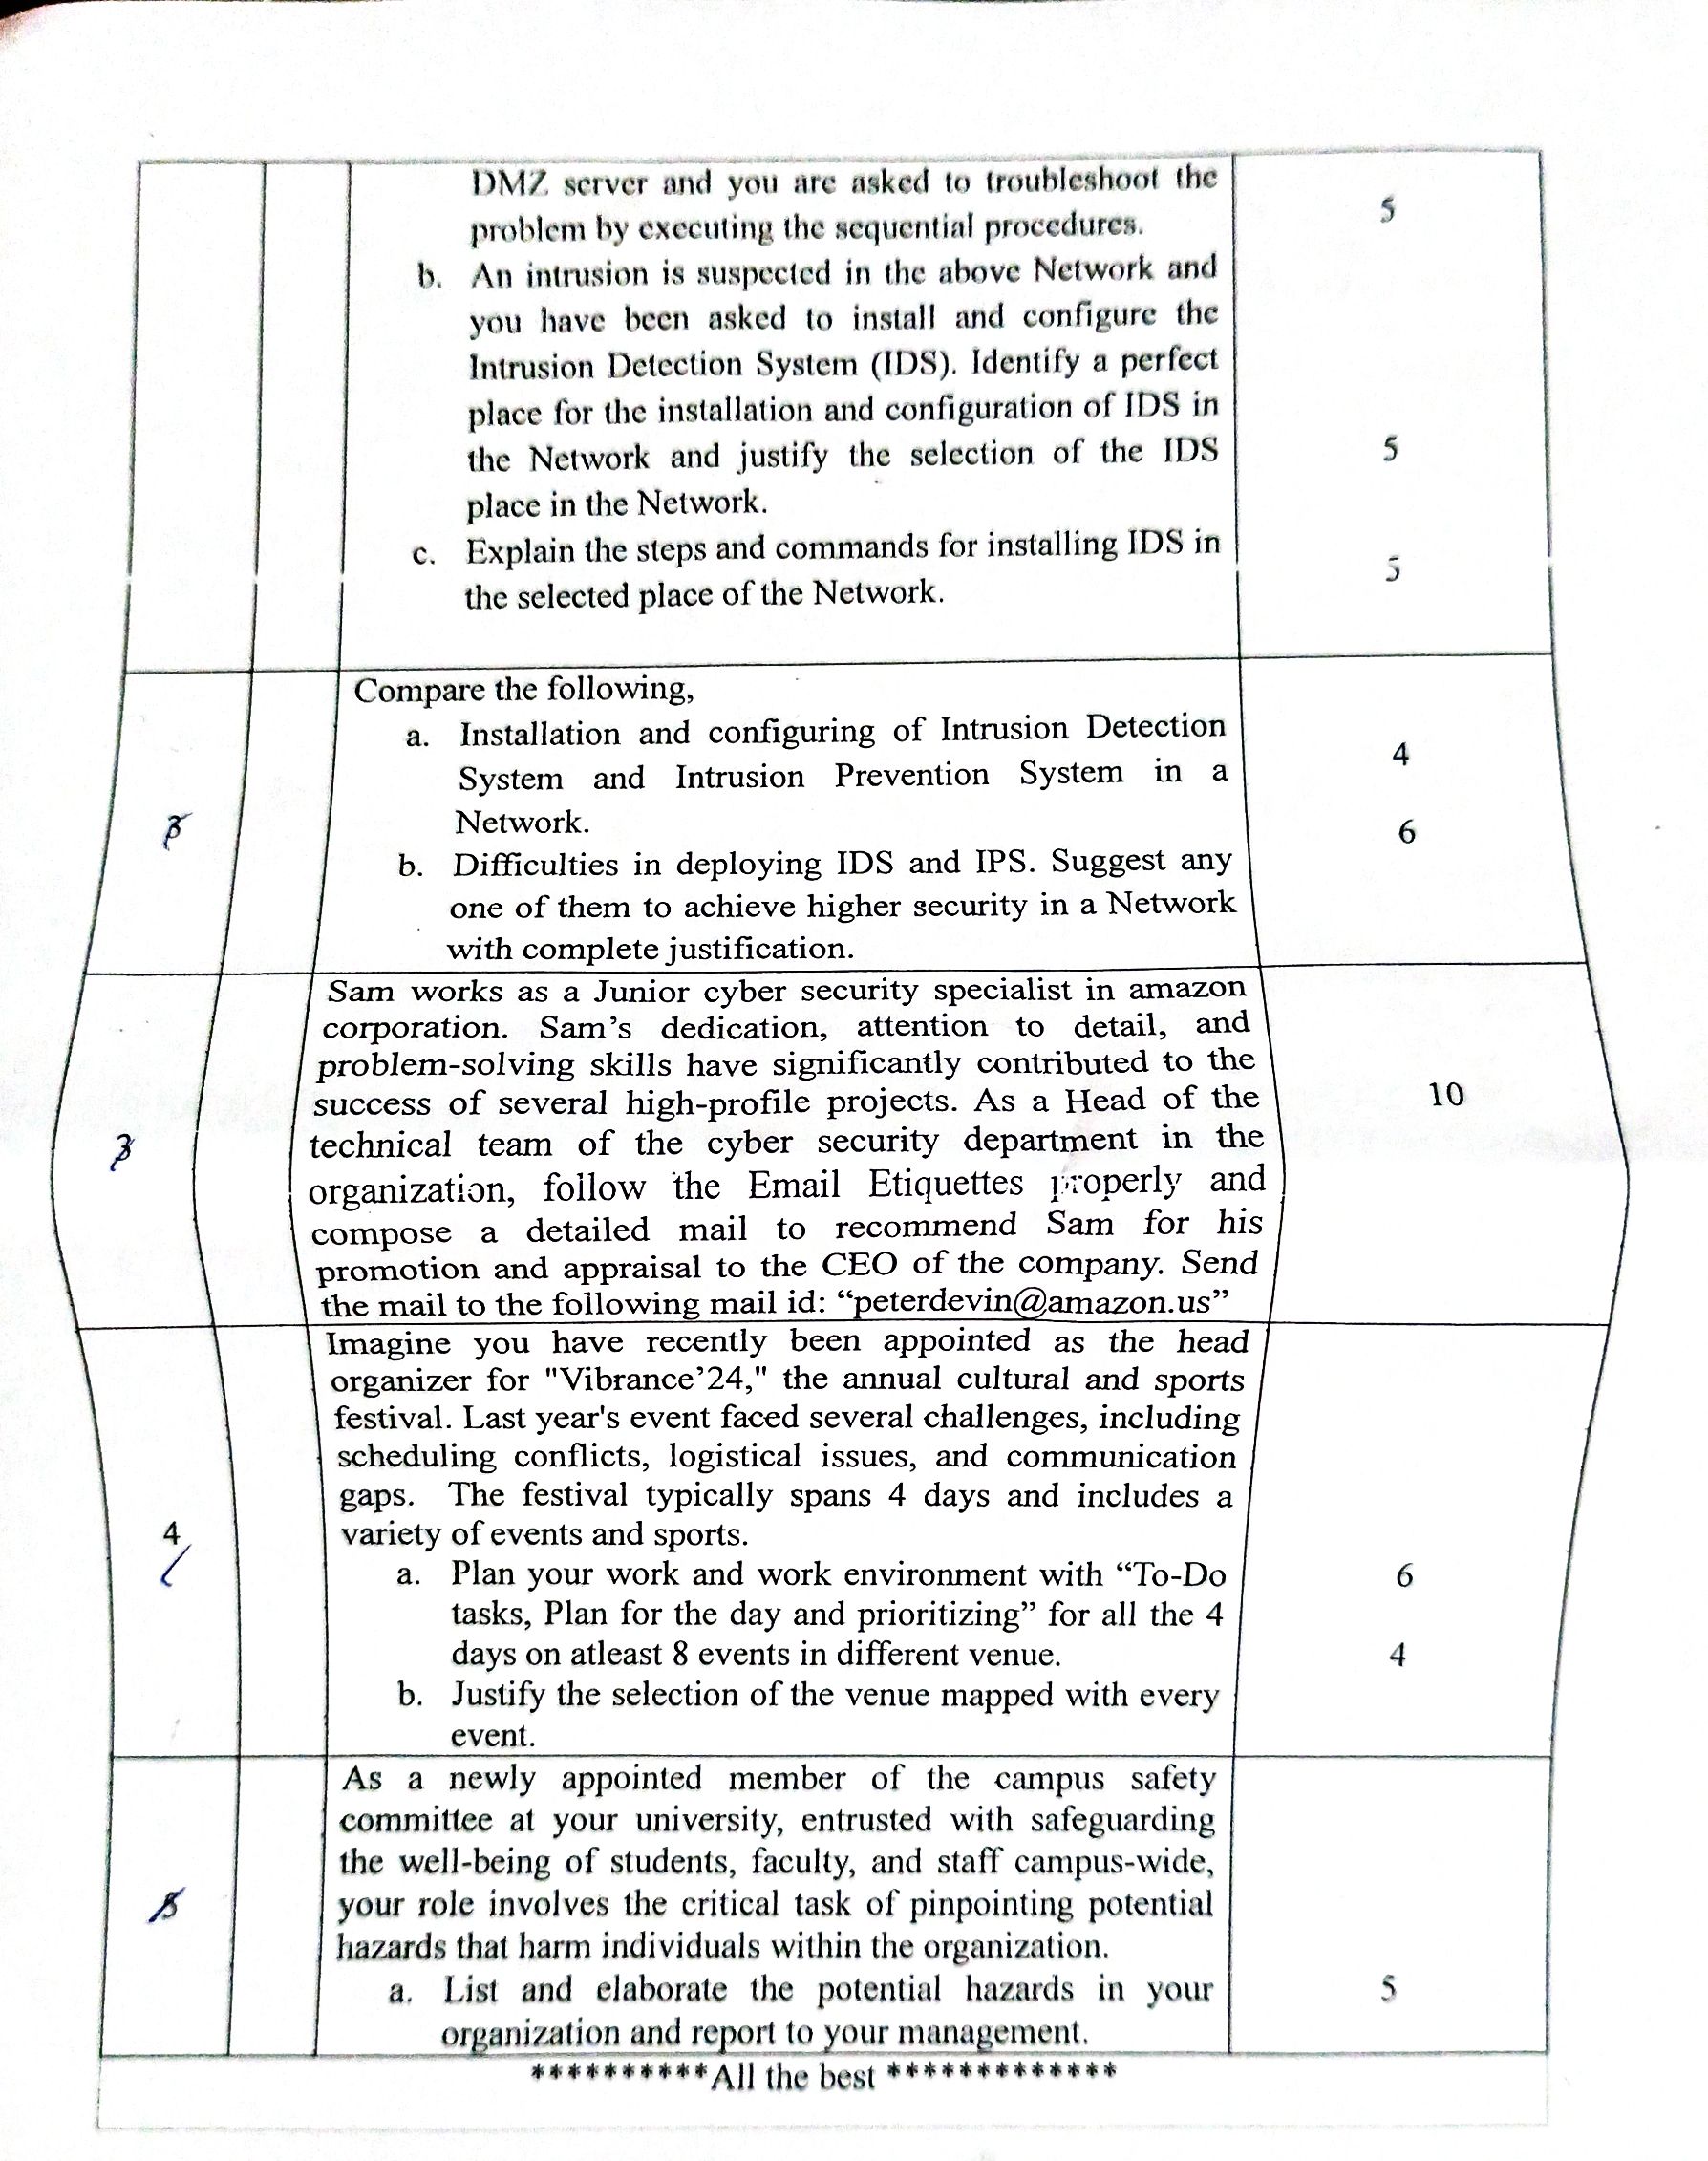 DMZ server and you are asked to troubleshoot the
problem by executing the sequential procedures.
5
b. An intrusion is suspected in the above Network and
you have been asked to install and configure the
Intrusion Detection System (IDS). Identify a perfect
place for the installation and configuration of IDS in
the Network and justify the selection of the IDS
place in the Network.
5
c. Explain the steps and commands for installing IDS in
the selected place of the Network.
5
Compare the following,
a. Installation and configuring of Intrusion Detection
System and Intrusion Prevention System in a
Network.
4
b. Difficulties in deploying IDS and IPS. Suggest any
one of them to achieve higher security in a Network
with complete justification.
6
Sam works as a Junior cyber security specialist in amazon
corporation. Sam's dedication, attention to detail, and
problem-solving skills have significantly contributed to the
success of several high-profile projects. As a Head of the
technical team of the cyber security department in the
organization, follow the Email Etiquettes properly and
compose a detailed mail to recommend Sam for his
promotion and appraisal to the CEO of the company. Send
the mail to the following mail id: “peterdevin@amazon.us”
10
4
Imagine you have recently been appointed as the head
organizer for "Vibrance’24," the annual cultural and sports
festival. Last year's event faced several challenges, including
scheduling conflicts, logistical issues, and communication
gaps. The festival typically spans 4 days and includes a
variety of events and sports.
a. Plan your work and work environment with “To-Do
tasks, Plan for the day and prioritizing” for all the 4
days on atleast 8 events in different venue.
6
b. Justify the selection of the venue mapped with every
event.
4
5
As a newly appointed member of the campus safety
committee at your university, entrusted with safeguarding
the well-being of students, faculty, and staff campus-wide,
your role involves the critical task of pinpointing potential
hazards that harm individuals within the organization.
a. List and elaborate the potential hazards in your
organization and report to your management.
5
**********All the best *************